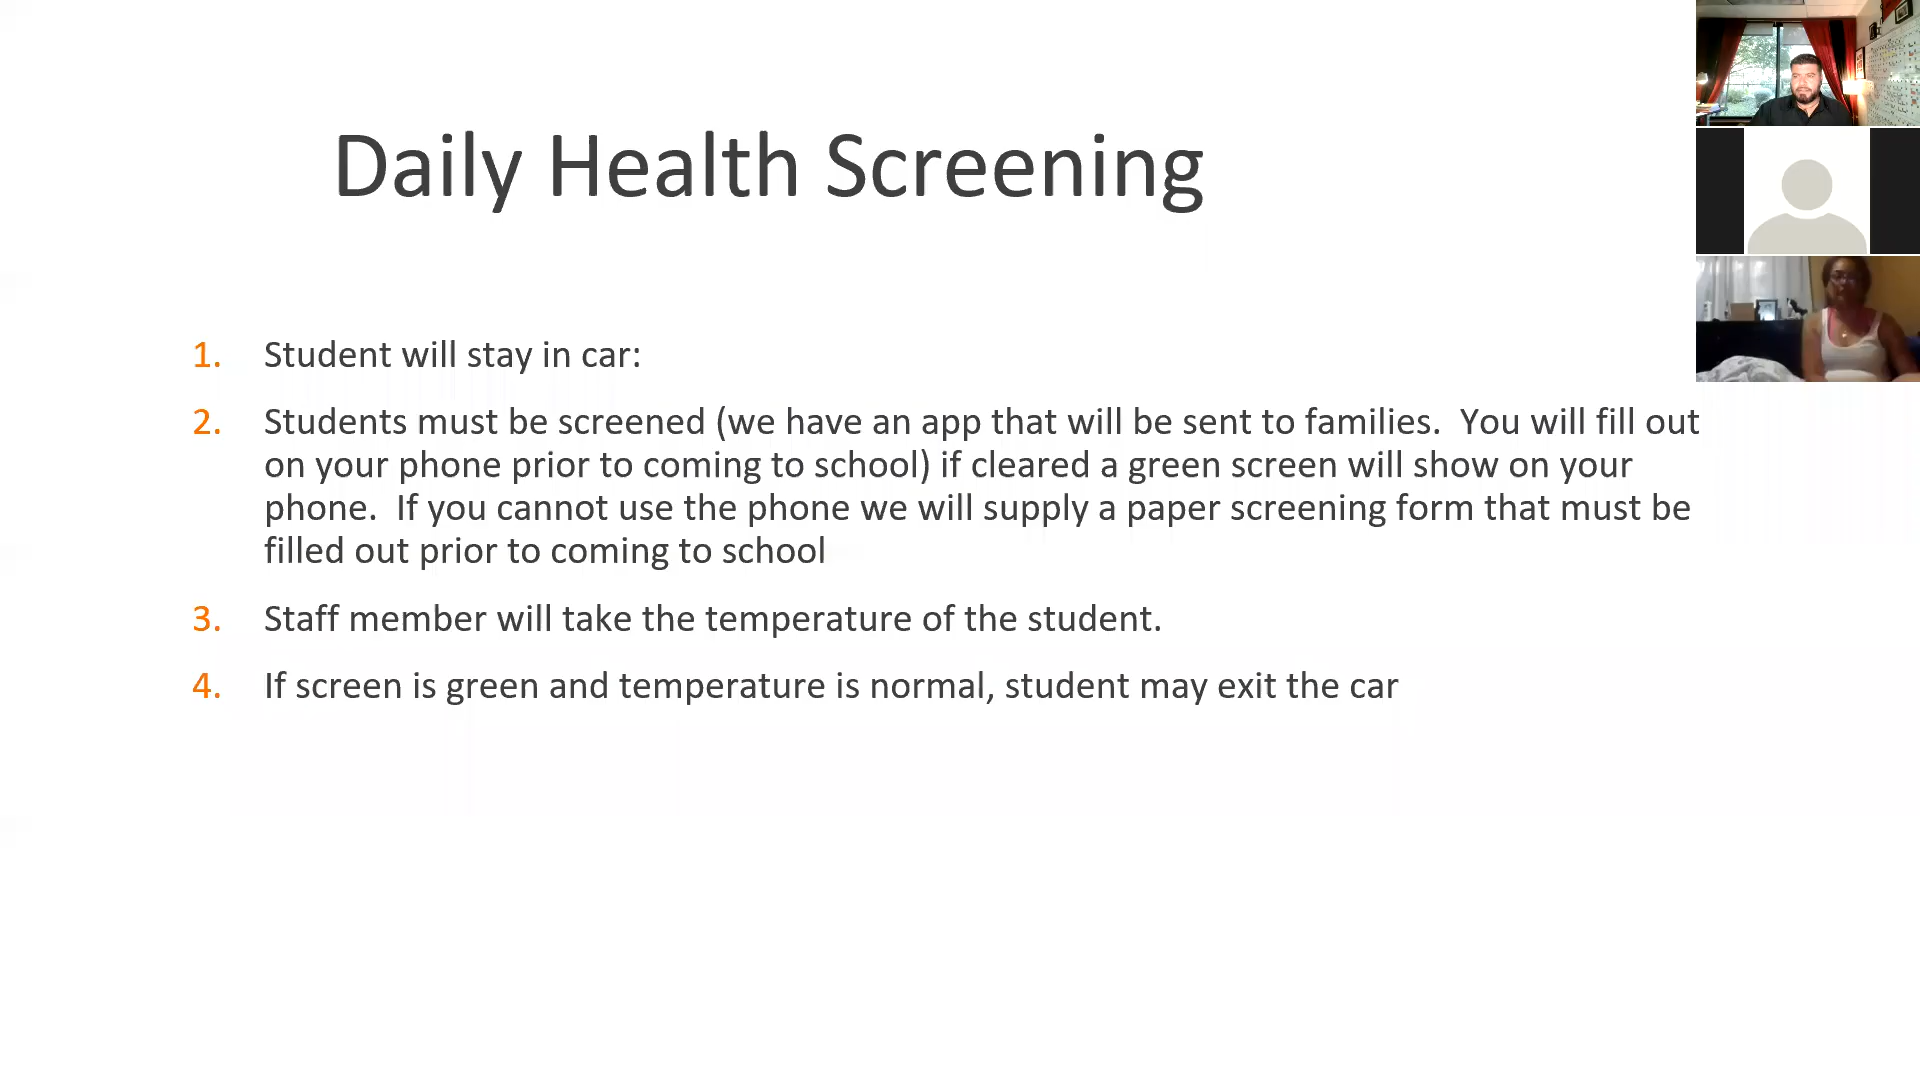 Daily Health Screening
1. Student will stay in car:
2. Students must be screened (we have an app that will be sent to families.  You will fill out
on your phone prior to coming to school) if cleared a green screen will show on your
phone.  If you cannot use the phone we will supply a paper screening form that must be
filled out prior to coming to school
3. Staff member will take the temperature of the student.
4. If screen is green and temperature is normal, student may exit the car